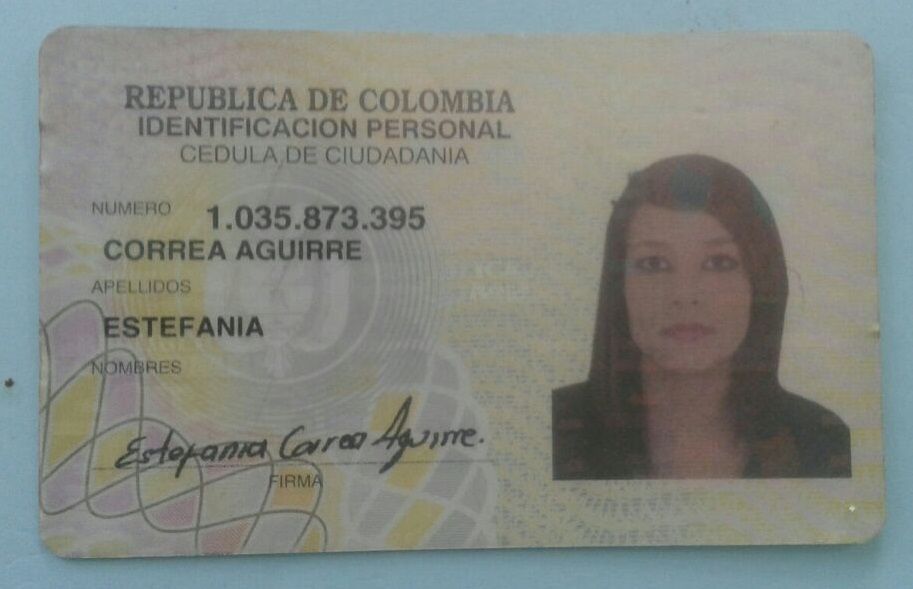 REPUBLICA DE COLOMBIA
IDENTIFICACION PERSONAL
CEDULA DE CIUDADANIA
NUMERO 1.035.873.395
CORREA AGUIRRE
APELLIDOS
ESTEFANIA
NOMBRES
Estefania Correa Aguirre.
FIRMA